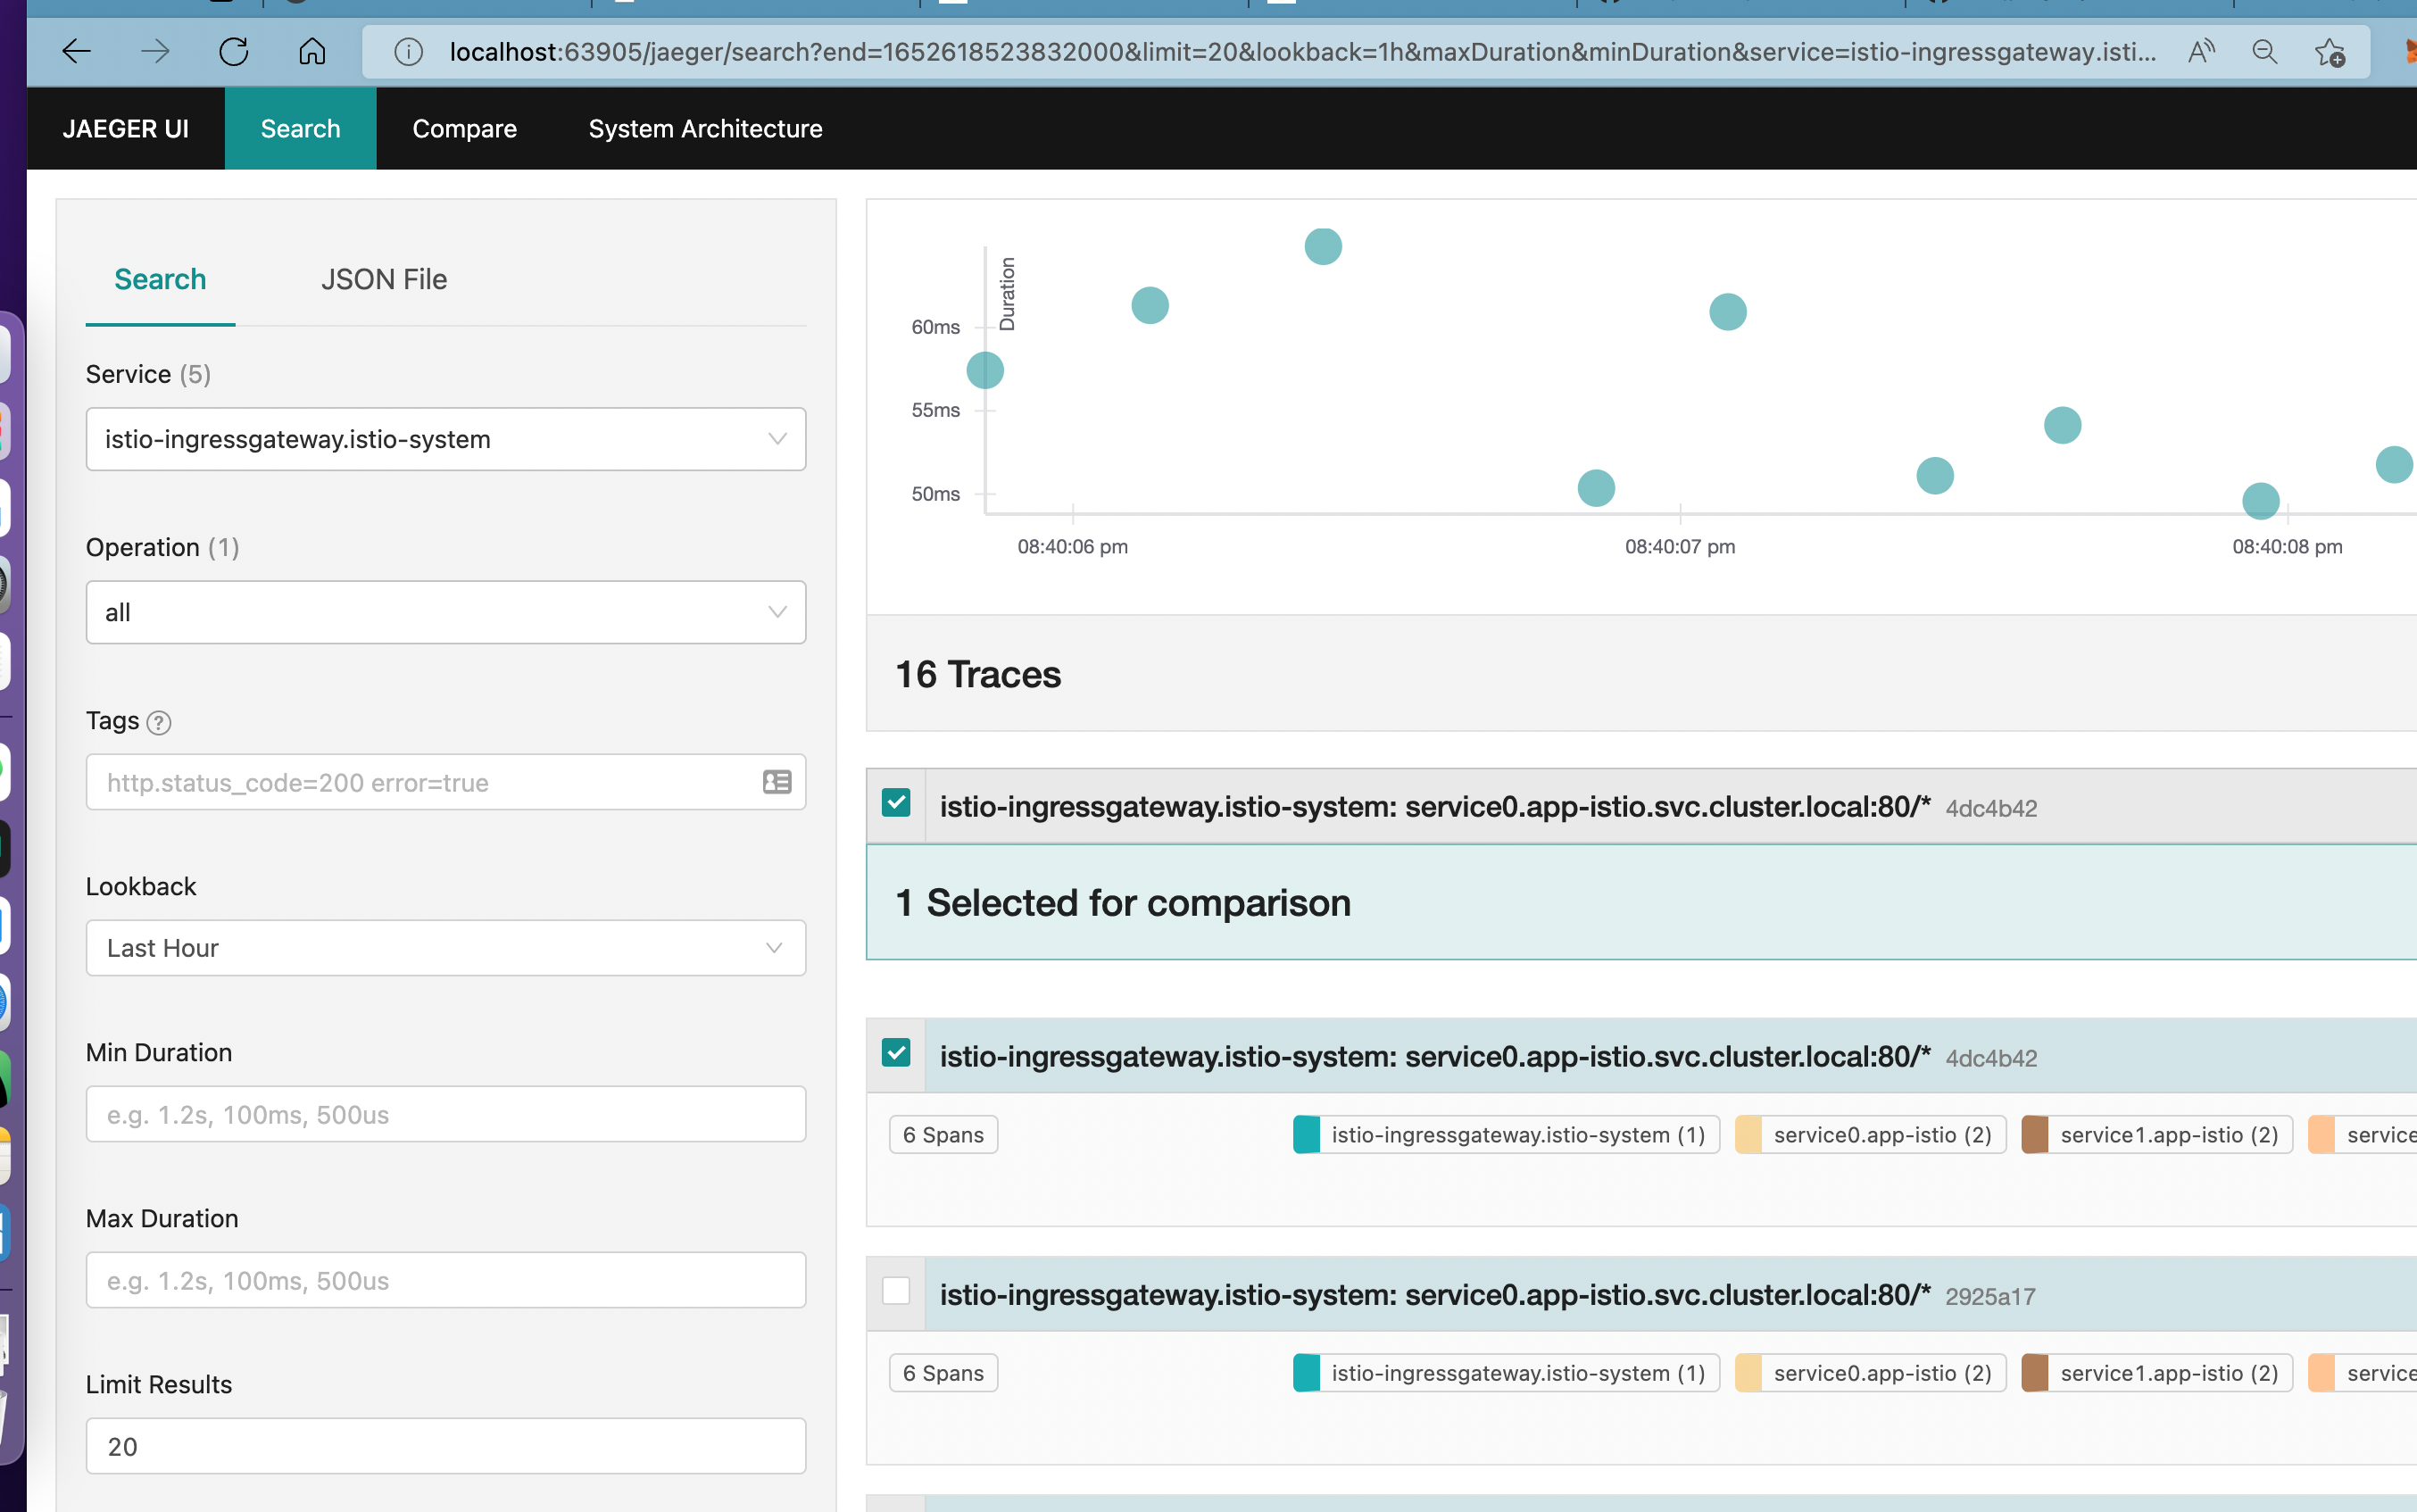 localhost:63905/jaeger/search?end=1652618523832000&limit=20&lookback=1h&maxDuration&minDuration&service=istio-ingressgateway.isti...
JAEGER UI Search Compare System Architecture
Search JSON File
Service (5)
istio-ingressgateway.istio-system
Operation (1)
all
Tags
http.status_code=200 error=true
Lookback
Last Hour
Min Duration
e.g. 1.2s, 100ms, 500us
Max Duration
e.g. 1.2s, 100ms, 500us
Limit Results
20
Duration
60ms
55ms
50ms
08:40:06 pm 08:40:07 pm 08:40:08 pm
16 Traces
istio-ingressgateway.istio-system: service0.app-istio.svc.cluster.local:80/* 4dc4b42
1 Selected for comparison
istio-ingressgateway.istio-system: service0.app-istio.svc.cluster.local:80/* 4dc4b42
6 Spans istio-ingressgateway.istio-system (1) service0.app-istio (2) service1.app-istio (2) service
istio-ingressgateway.istio-system: service0.app-istio.svc.cluster.local:80/* 2925a17
6 Spans istio-ingressgateway.istio-system (1) service0.app-istio (2) service1.app-istio (2) service